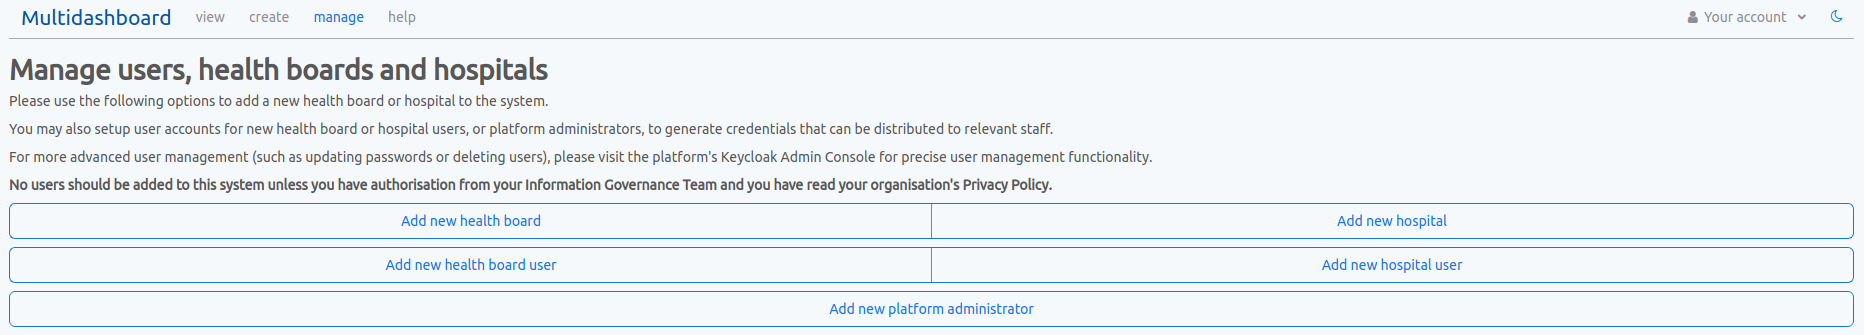 Multidashboard view create manage help Your account
Manage users, health boards and hospitals
Please use the following options to add a new health board or hospital to the system.
You may also setup user accounts for new health board or hospital users, or platform administrators, to generate credentials that can be distributed to relevant staff.
For more advanced user management (such as updating passwords or deleting users), please visit the platform's Keycloak Admin Console for precise user management functionality.
No users should be added to this system unless you have authorisation from your Information Governance Team and you have read your organisation's Privacy Policy.
Add new health board Add new hospital
Add new health board user Add new hospital user
Add new platform administrator